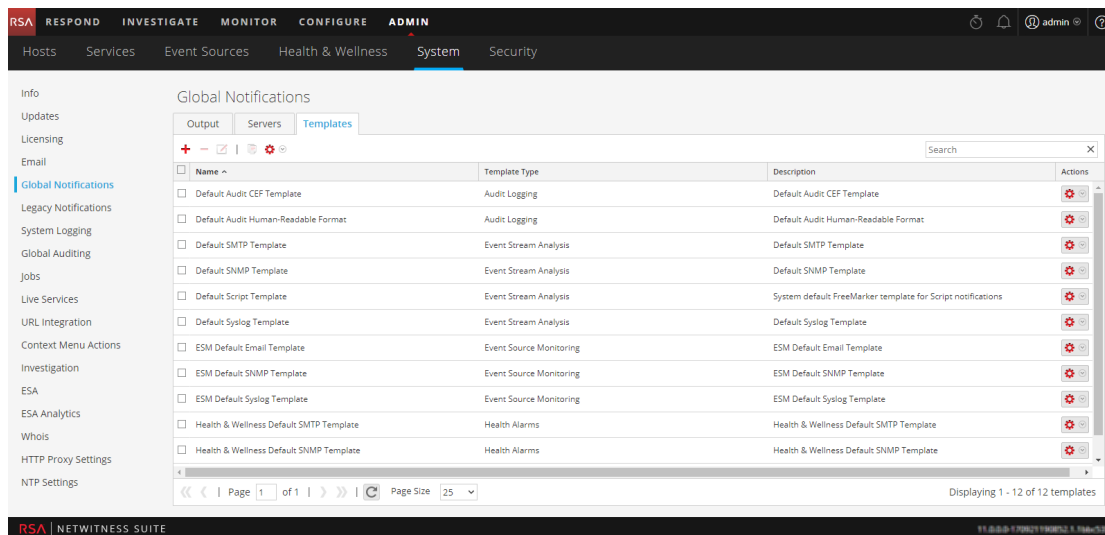 RSA RESPOND INVESTIGATE MONITOR CONFIGURE ADMIN admin
Hosts Services Event Sources Health & Wellness System Security
Info
Updates
Licensing
Email
Global Notifications
Legacy Notifications
System Logging
Global Auditing
Jobs
Live Services
URL Integration
Context Menu Actions
Investigation
ESA
ESA Analytics
Whois
HTTP Proxy Settings
NTP Settings
Global Notifications
Output Servers Templates
Search
Name Template Type Description Actions
Default Audit CEF Template Audit Logging Default Audit CEF Template
Default Audit Human-Readable Format Audit Logging Default Audit Human-Readable Format
Default SMTP Template Event Stream Analysis Default SMTP Template
Default SNMP Template Event Stream Analysis Default SNMP Template
Default Script Template Event Stream Analysis System default FreeMarker template for Script notifications
Default Syslog Template Event Stream Analysis Default Syslog Template
ESM Default Email Template Event Source Monitoring ESM Default Email Template
ESM Default SNMP Template Event Source Monitoring ESM Default SNMP Template
ESM Default Syslog Template Event Source Monitoring ESM Default Syslog Template
Health & Wellness Default SMTP Template Health Alarms Health & Wellness Default SMTP Template
Health & Wellness Default SNMP Template Health Alarms Health & Wellness Default SNMP Template
Page 1 of 1 Page Size 25 Displaying 1 - 12 of 12 templates
RSA NETWITNESS SUITE